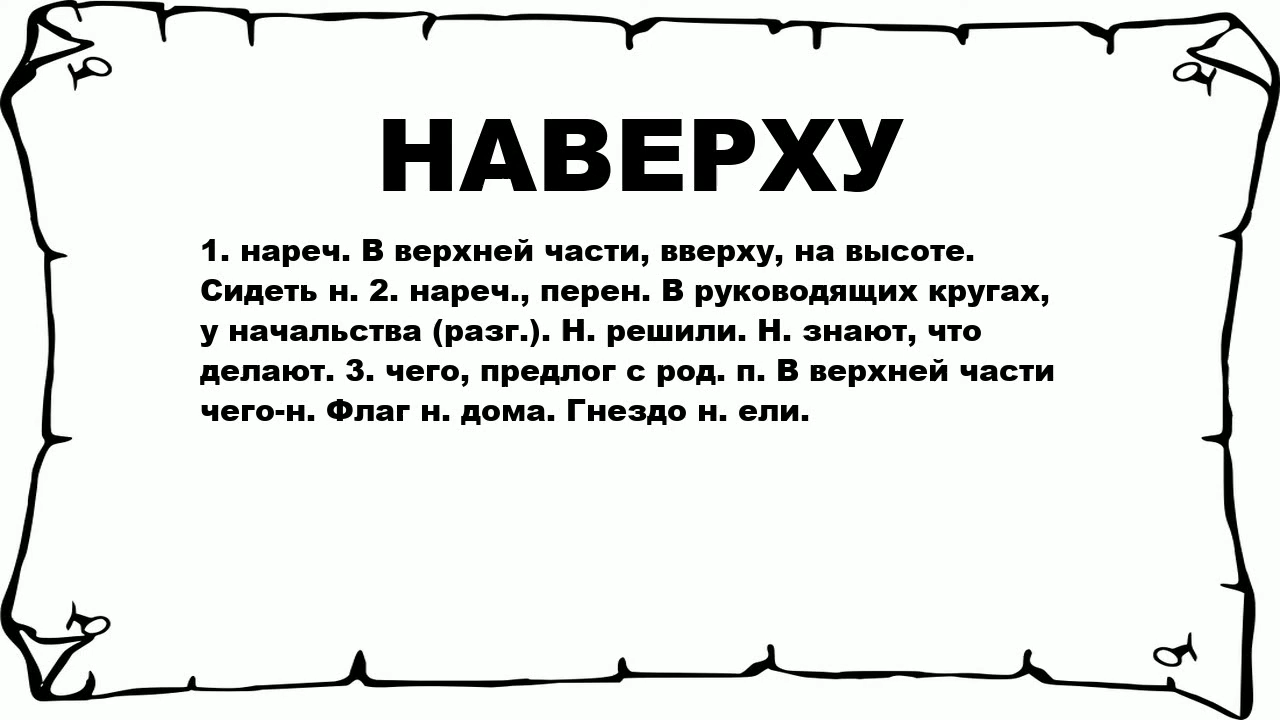 НАВЕРХУ
1. нареч. В верхней части, вверху, на высоте.
Сидеть н. 2. нареч., перен. В руководящих кругах,
у начальства (разг.). Н. решили. Н. знают, что
делают. 3. чего, предлог с род. п. В верхней части
чего-н. Флаг н. дома. Гнездо н. ели.